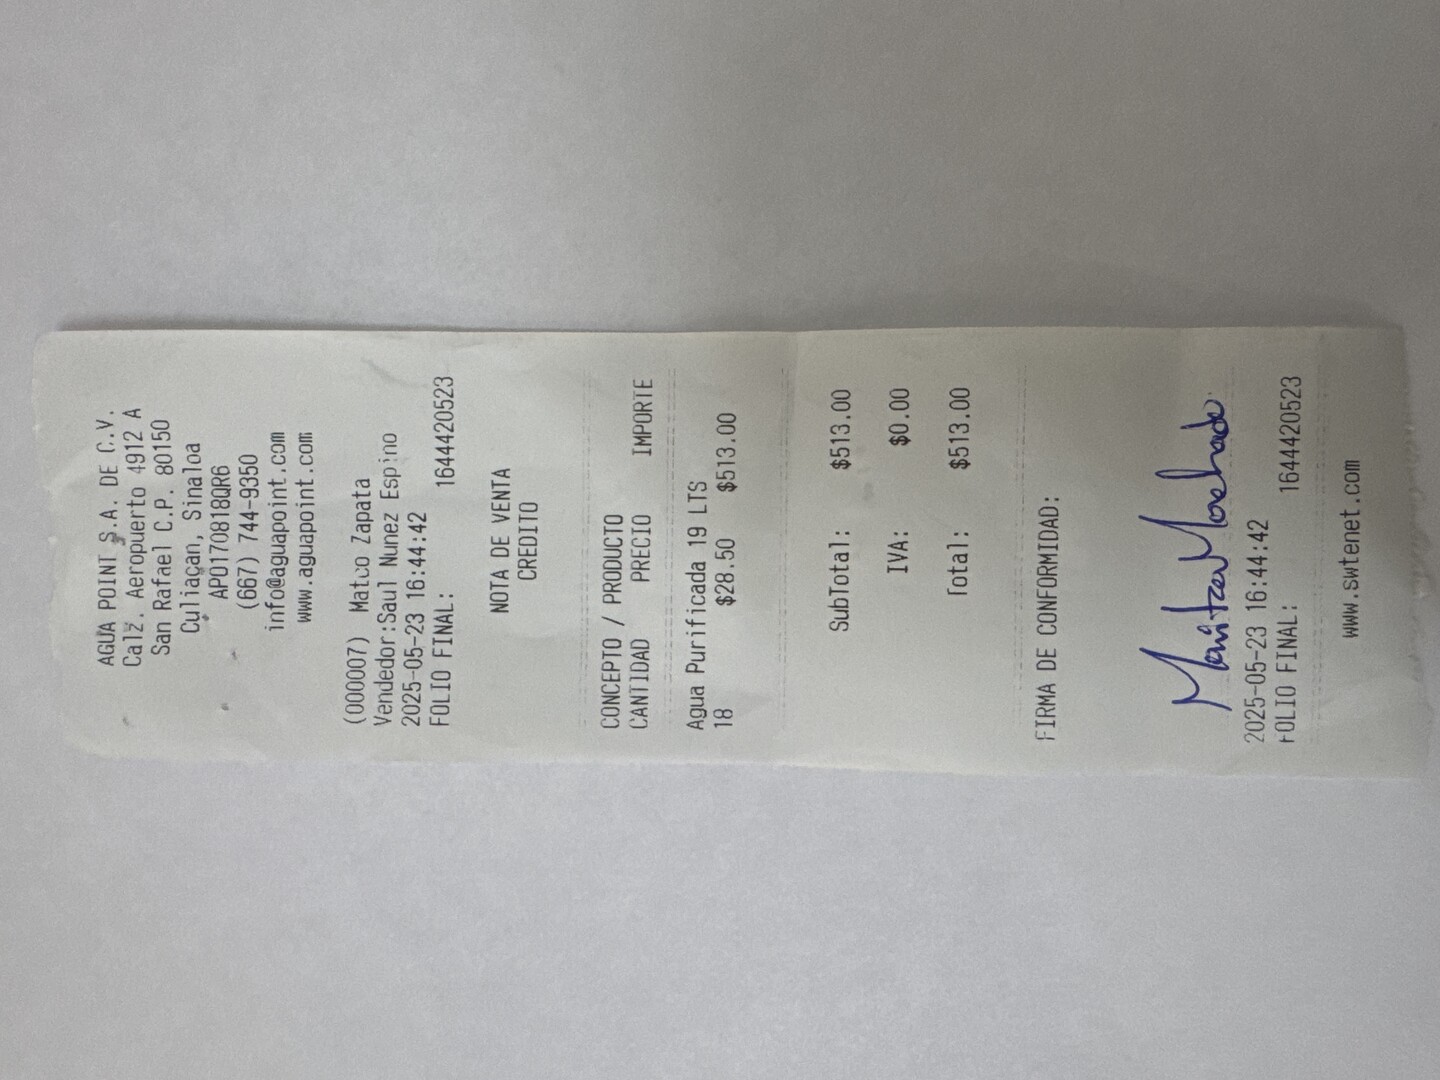 AGUA POINT S.A. DE C.V.
Calz. Aeropuerto 4912 A
San Rafael C.P. 80150
Culiacan, Sinaloa
APO170818QR6
(667) 744-9350
info@aguapoint.com
www.aguapoint.com
(000007) Matco Zapata
Vendedor:Saul Nunez Espino
2025-05-23 16:44:42
FOLIO FINAL: 1644420523
NOTA DE VENTA
CREDITO
CONCEPTO / PRODUCTO
CANTIDAD PRECIO IMPORTE
Agua Purificada 19 LTS
18 $28.50 $513.00
SubTotal: $513.00
IVA: $0.00
Total: $513.00
FIRMA DE CONFORMIDAD:
Machado
2025-05-23 16:44:42
FOLIO FINAL: 1644420523
www.swtenet.com